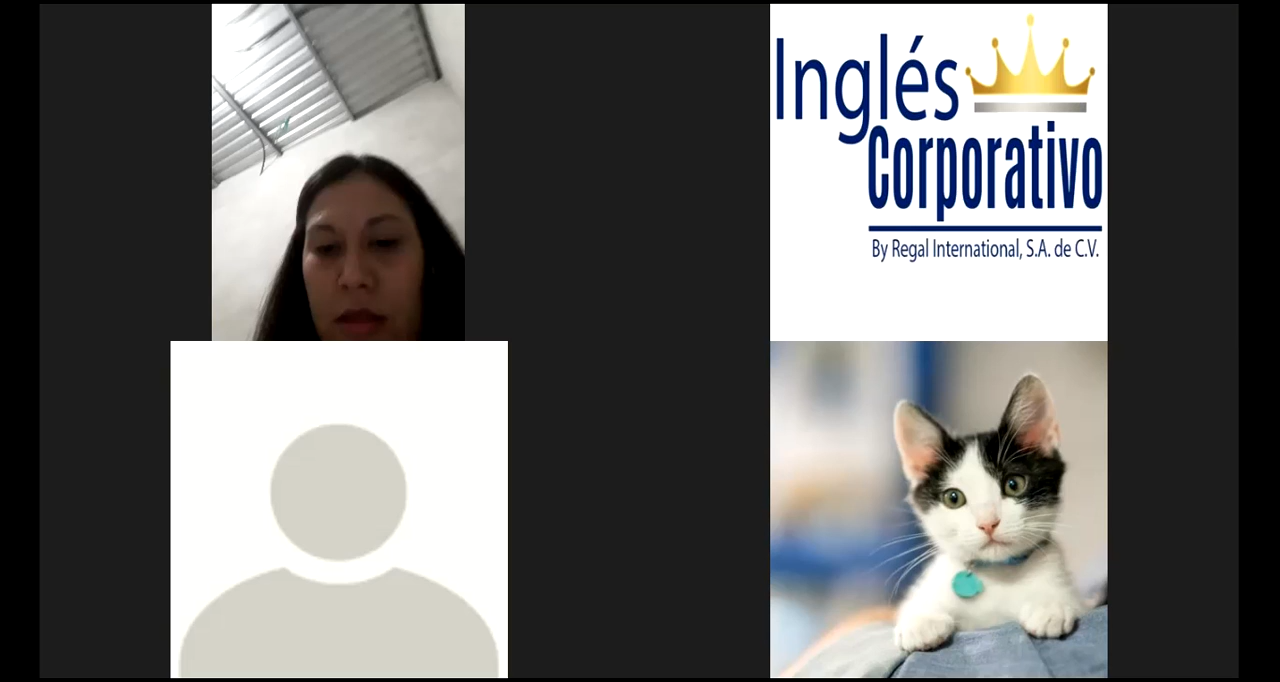 Inglés
Corporativo
By Regal International, S.A. de C.V.